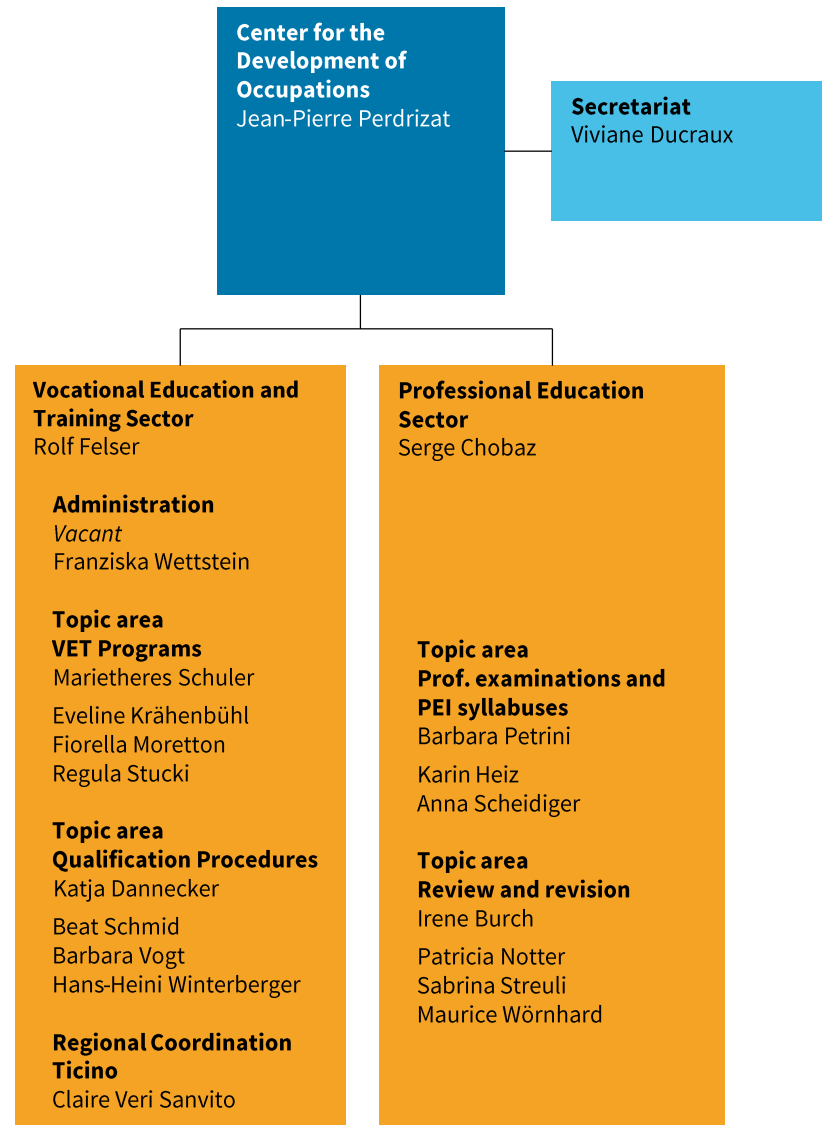 Center for the
Development of
Occupations
Jean-Pierre Perdrizat
Secretariat
Viviane Ducraux
Vocational Education and
Training Sector
Rolf Felser
Administration
Vacant
Franziska Wettstein
Topic area
VET Programs
Marietheres Schuler
Eveline Krähenbühl
Fiorella Moretton
Regula Stucki
Topic area
Qualification Procedures
Katja Dannecker
Beat Schmid
Barbara Vogt
Hans-Heini Winterberger
Regional Coordination
Ticino
Claire Veri Sanvito
Professional Education
Sector
Serge Chobaz
Topic area
Prof. examinations and
PEI syllabuses
Barbara Petrini
Karin Heiz
Anna Scheidiger
Topic area
Review and revision
Irene Burch
Patricia Notter
Sabrina Streuli
Maurice Wörnhard